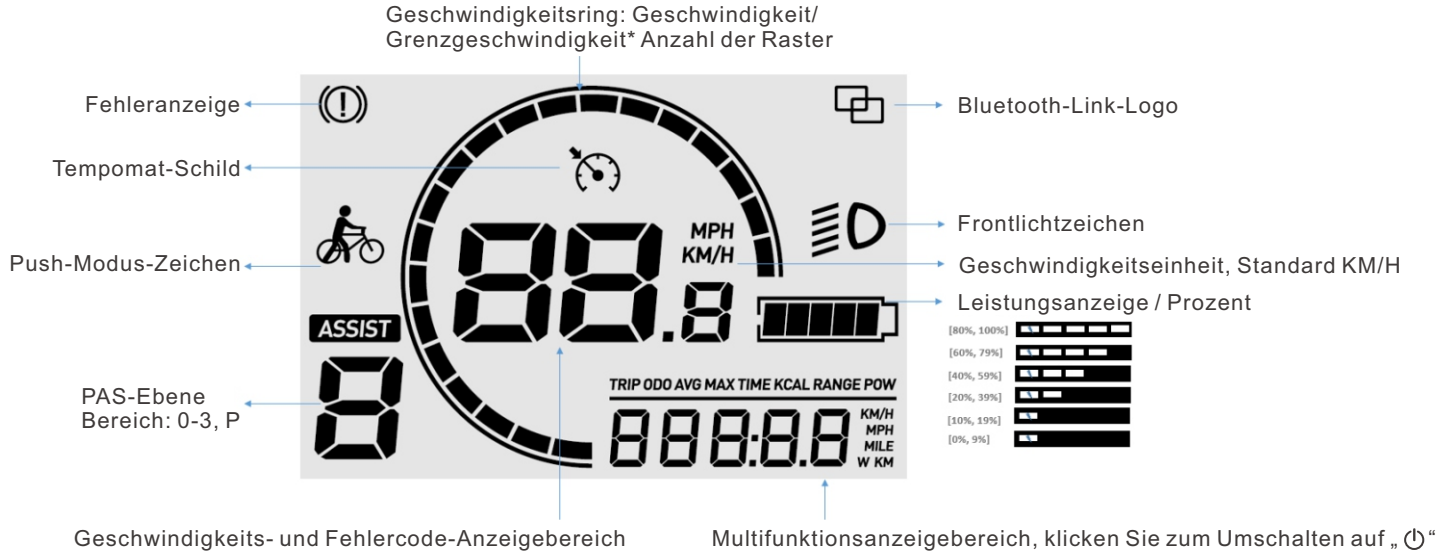 Geschwindigkeitsring: Geschwindigkeit/
Grenzgeschwindigkeit* Anzahl der Raster
Fehleranzeige
Bluetooth-Link-Logo
Tempomat-Schild
MPH
KM/H
Frontlichtzeichen
Push-Modus-Zeichen
Geschwindigkeitseinheit, Standard KM/H
88.8
Leistungsanzeige / Prozent
ASSIST
[80%, 100%]
[60%, 79%]
[40%, 59%]
[20%, 39%]
[10%, 19%]
[0%, 9%]
PAS-Ebene
Bereich: 0-3, P
8
TRIP ODO AVG MAX TIME KCAL RANGE POW
888:8.8
KM/H
MPH
MILE
W KM
Geschwindigkeits- und Fehlercode-Anzeigebereich
Multifunktionsanzeigebereich, klicken Sie zum Umschalten auf „ ⏻ “